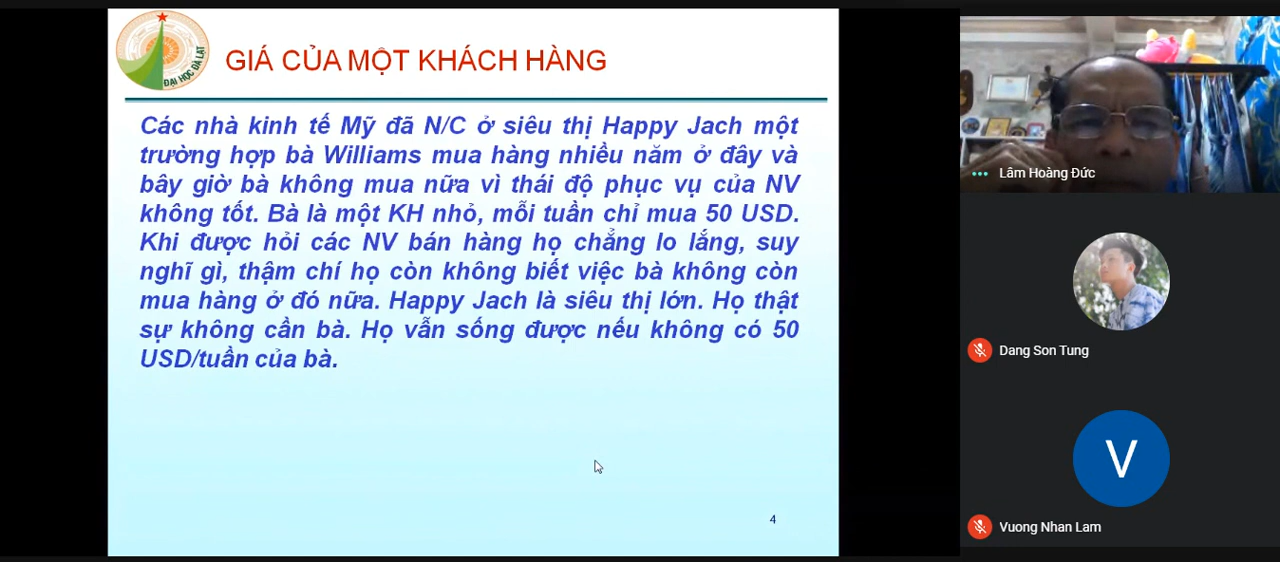 ĐẠI HỌC ĐÀ LẠT
GIÁ CỦA MỘT KHÁCH HÀNG
Các nhà kinh tế Mỹ đã N/C ở siêu thị Happy Jach một
trường hợp bà Williams mua hàng nhiều năm ở đây và
bây giờ bà không mua nữa vì thái độ phục vụ của NV
không tốt. Bà là một KH nhỏ, mỗi tuần chỉ mua 50 USD.
Khi được hỏi các NV bán hàng họ chẳng lo lắng, suy
nghĩ gì, thậm chí họ còn không biết việc bà không còn
mua hàng ở đó nữa. Happy Jach là siêu thị lớn. Họ thật
sự không cần bà. Họ vẫn sống được nếu không có 50
USD/tuần của bà.
4
Lâm Hoàng Đức
Dang Son Tung
V
Vuong Nhan Lam